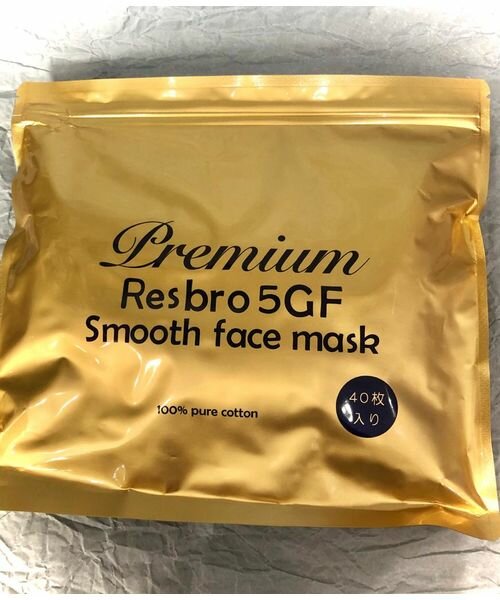 Premium
Resbro 5GF
Smooth face mask
100% pure cotton
40枚
入り